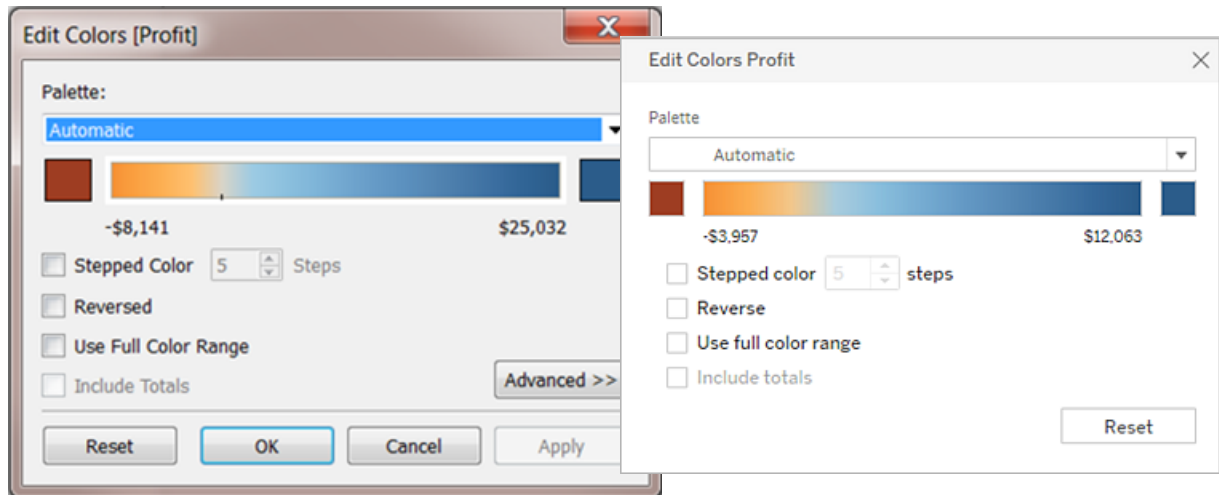 Edit Colors [Profit]
Palette:
Automatic
-$8,141 $25,032
Stepped Color 5 Steps
Reversed
Use Full Color Range
Include Totals
Advanced >>
Reset OK Cancel Apply
Edit Colors Profit
Palette
Automatic
-$3,957 $12,063
Stepped color 5 steps
Reverse
Use full color range
Include totals
Reset